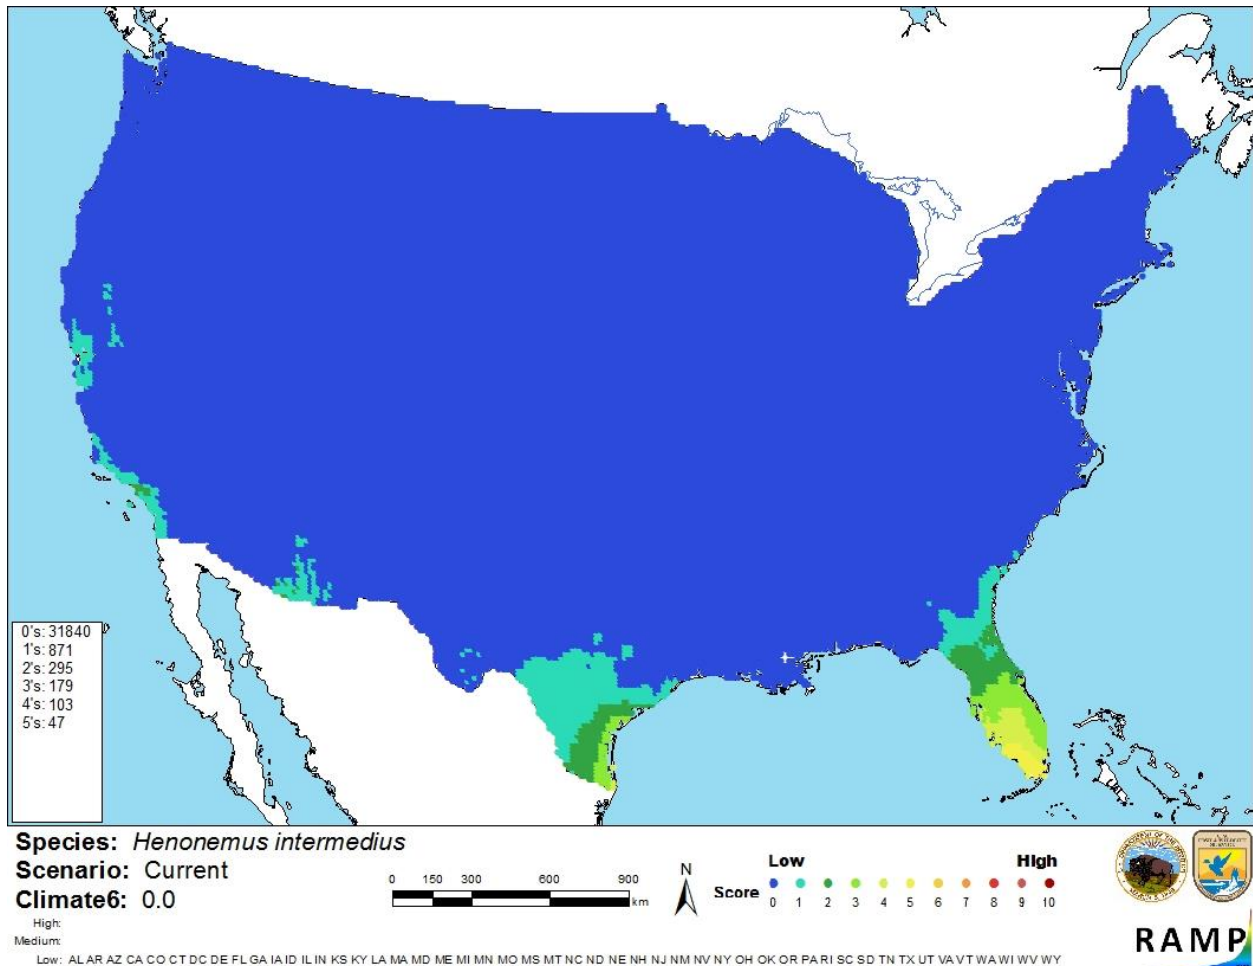 0's: 31840
1's: 871
2's: 295
3's: 179
4's: 103
5's: 47
Species: Henonemus intermedius
Scenario: Current
Climate6: 0.0
High:
Medium:
Low: AL AR AZ CA CO CT DC DE FL GA IA ID IL IN KS KY LA MA MD ME MI MN MO MS MT NC ND NE NH NJ NM NV NY OH OK OR PA RI SC SD TN TX UT VA VT WA WI WV WY
0 150 300 600 900
km
N
Low High
Score
0 1 2 3 4 5 6 7 8 9 10
RAMP